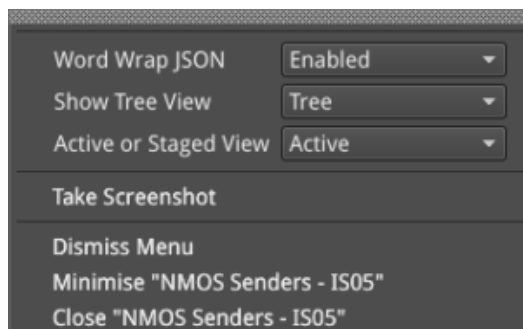 Word Wrap JSON Enabled
Show Tree View Tree
Active or Staged View Active
Take Screenshot
Dismiss Menu
Minimise "NMOS Senders - IS05"
Close "NMOS Senders - IS05"